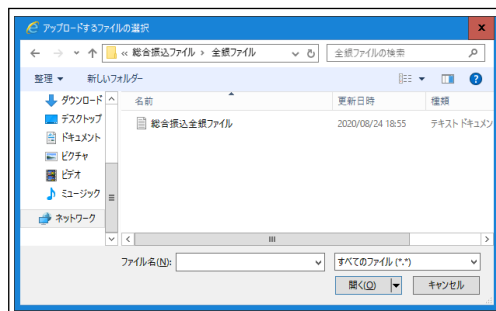 アップロードするファイルの選択
« 総合振込ファイル › 全銀ファイル
全銀ファイルの検索
整理 新しいフォルダー
名前 更新日時 種類
総合振込全銀ファイル 2020/08/24 18:55 テキスト ドキュメン
ダウンロード
デスクトップ
ドキュメント
ピクチャ
ビデオ
ミュージック
ネットワーク
ファイル名(N):
すべてのファイル (*.*)
開く(O) キャンセル